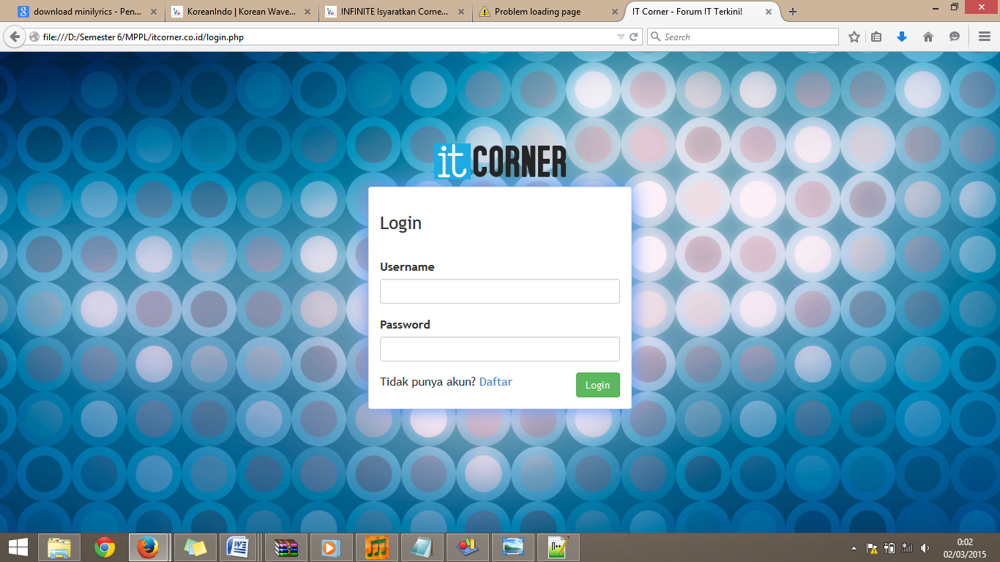 download minilyrics - Pen...
KoreanIndo | Korean Wave...
INFINITE Isyaratkan Come...
Problem loading page
IT Corner - Forum IT Terkini!
file:///D:/Semester 6/MPPL/itcorner.co.id/login.php
Search
it CORNER
Login
Username
Password
Tidak punya akun? Daftar
Login
0:02
02/03/2015